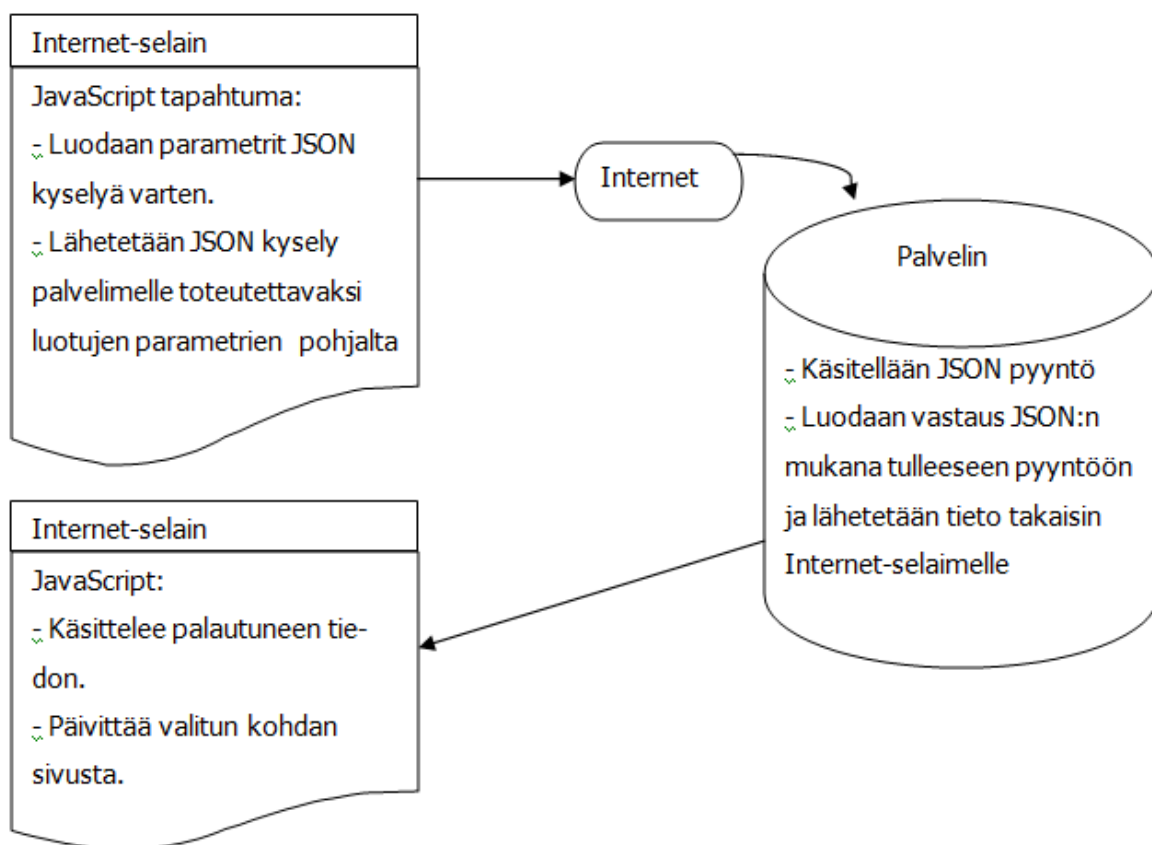 Internet-selain
JavaScript tapahtuma:
- Luodaan parametrit JSON
kyselyä varten.
- Lähetetään JSON kysely
palvelimelle toteutettavaksi
luotujen parametrien pohjalta
Internet
Palvelin
- Käsitellään JSON pyyntö
- Luodaan vastaus JSON:n
mukana tulleeseen pyyntöön
ja lähetetään tieto takaisin
Internet-selaimelle
Internet-selain
JavaScript:
- Käsittelee palautuneen tie-
don.
- Päivittää valitun kohdan
sivusta.